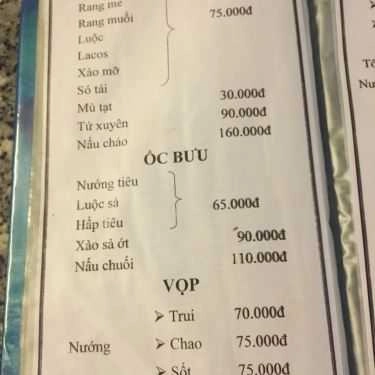 Rang me
Rang muối
75.000đ
Luộc
Lacos
Xào mỡ
Sò tái 30.000đ
Mù tạt 90.000đ
Tứ xuyên 160.000đ
Nấu cháo
ỐC BƯU
Nướng tiêu
Luộc sả 65.000đ
Hấp tiêu
Xào sả ớt 90.000đ
Nấu chuối 110.000đ
VỌP
➢ Trui 70.000đ
Nướng ➢ Chao 75.000đ
➢ Sốt 75.000đ